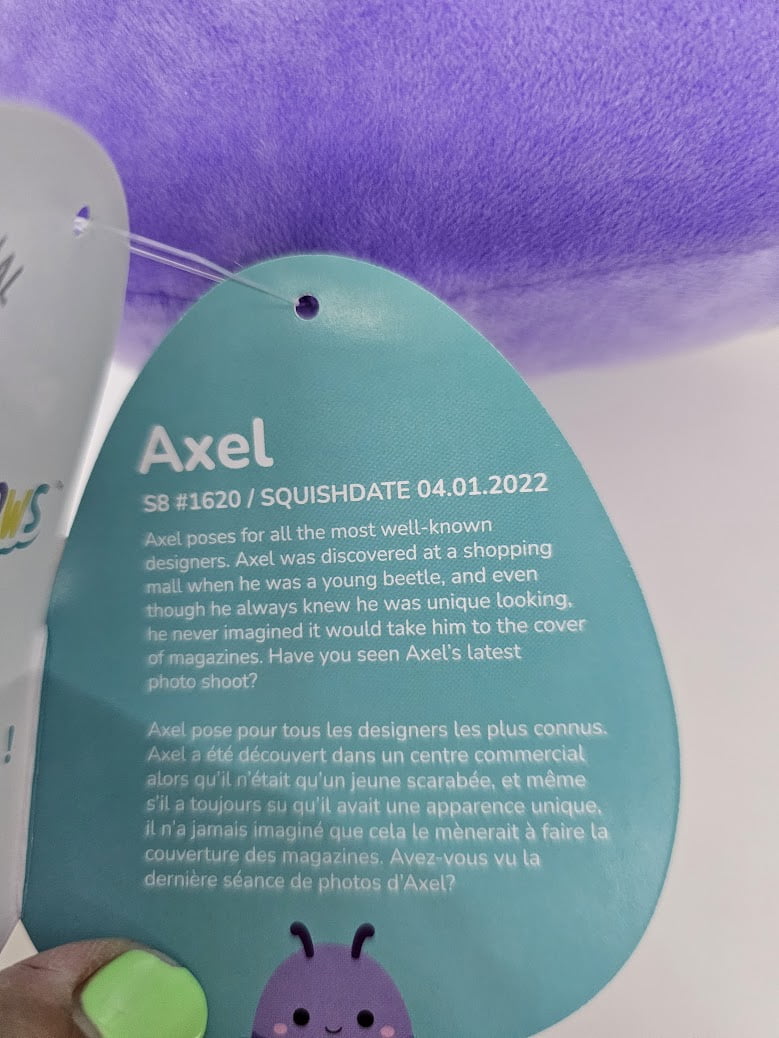 Axel
S8 #1620 / SQUISHDATE 04.01.2022
Axel poses for all the most well-known
designers. Axel was discovered at a shopping
mall when he was a young beetle, and even
though he always knew he was unique looking,
he never imagined it would take him to the cover
of magazines. Have you seen Axel's latest
photo shoot?
Axel pose pour tous les designers les plus connus.
Axel a été découvert dans un centre commercial
alors qu'il n'était qu'un jeune scarabée, et même
s'il a toujours su qu'il avait une apparence unique,
il n'a jamais imaginé que cela le mènerait à faire la
couverture des magazines. Avez-vous vu la
dernière séance de photos d'Axel?